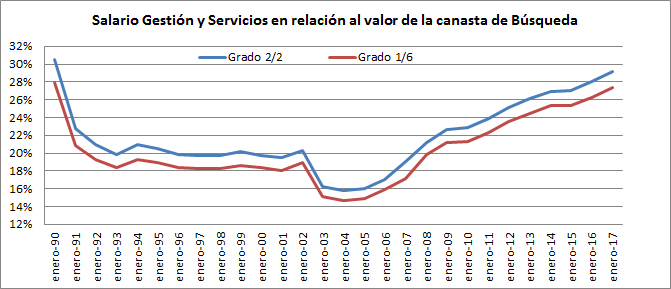 Salario Gestión y Servicios en relación al valor de la canasta de Búsqueda
32%
30%
28%
26%
24%
22%
20%
18%
16%
14%
12%
Grado 2/2
Grado 1/6
enero-90
enero-91
enero-92
enero-93
enero-94
enero-95
enero-96
enero-97
enero-98
enero-99
enero-00
enero-01
enero-02
enero-03
enero-04
enero-05
enero-06
enero-07
enero-08
enero-09
enero-10
enero-11
enero-12
enero-13
enero-14
enero-15
enero-16
enero-17